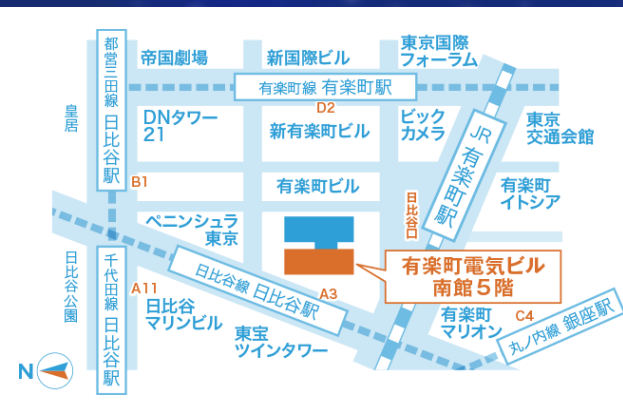 都営三田線 日比谷駅
帝国劇場
新国際ビル
東京国際
フォーラム
有楽町線 有楽町駅
D2
皇居
DNタワー
21
新有楽町ビル
ビック
カメラ
JR 有楽町駅
東京
交通会館
B1
有楽町ビル
日比谷口
有楽町
イトシア
ペニンシュラ
東京
日比谷公園
千代田線 日比谷駅
A11
日比谷線 日比谷駅
A3
有楽町電気ビル
南館5階
日比谷
マリンビル
東宝
ツインタワー
有楽町
マリオン
C4
丸ノ内線 銀座駅
N